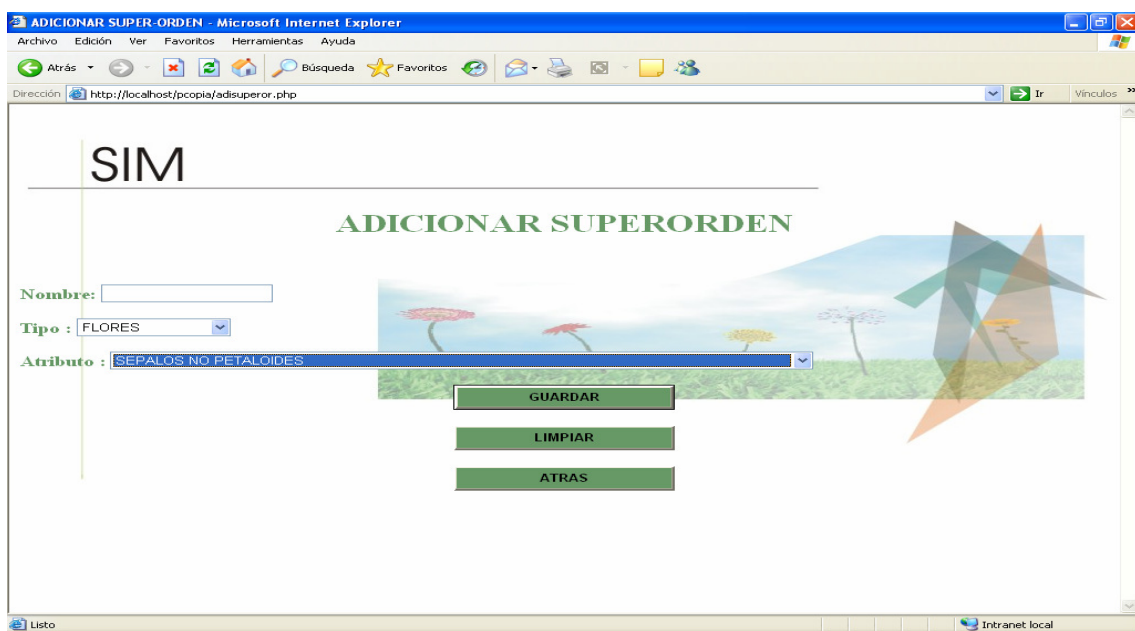 ADICIONAR SUPER-ORDEN - Microsoft Internet Explorer
Archivo Edición Ver Favoritos Herramientas Ayuda
Atrás Búsqueda Favoritos
Dirección http://localhost/pcopia/adisuperor.php Ir Vínculos »
SIM
ADICIONAR SUPERORDEN
Nombre:
Tipo : FLORES
Atributo : SEPALOS NO PETALOIDES
GUARDAR
LIMPIAR
ATRAS
Listo Intranet local